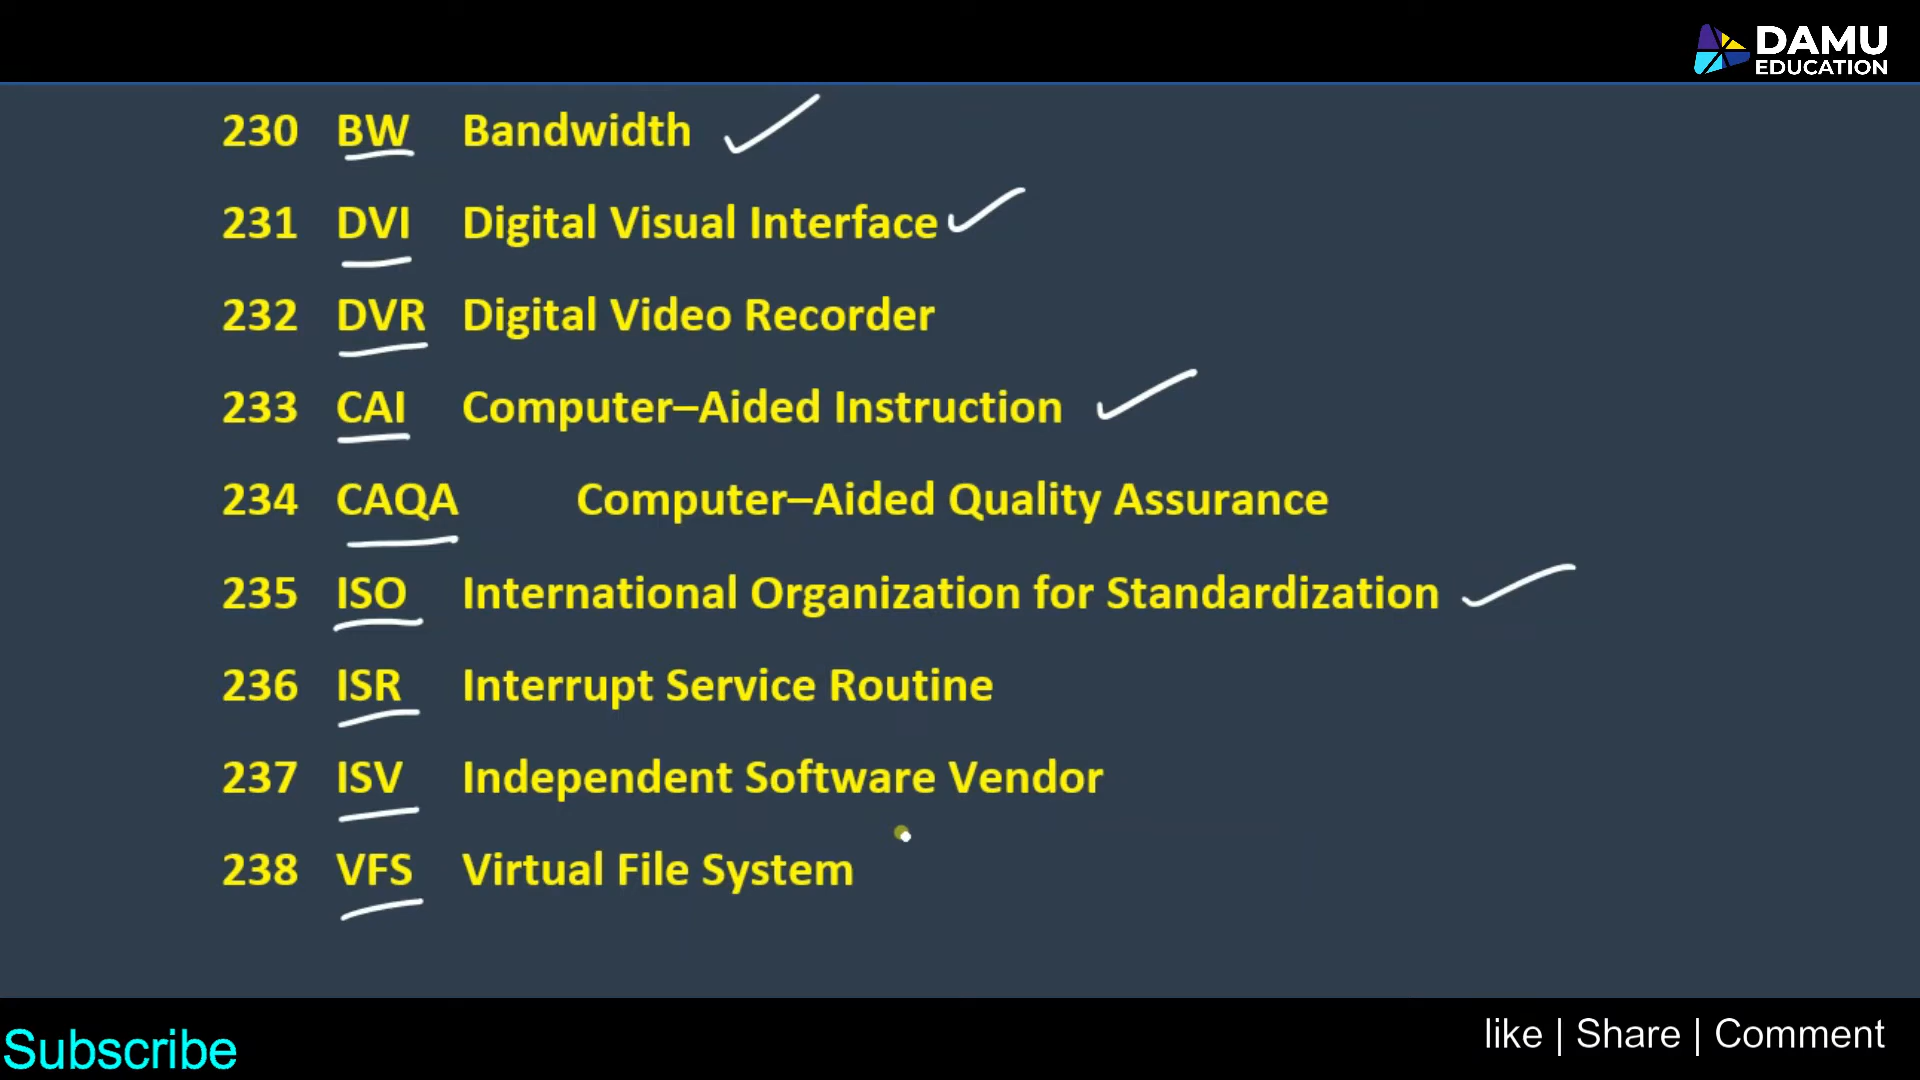 DAMU
EDUCATION
230 BW Bandwidth
231 DVI Digital Visual Interface
232 DVR Digital Video Recorder
233 CAI Computer–Aided Instruction
234 CAQA Computer–Aided Quality Assurance
235 ISO International Organization for Standardization
236 ISR Interrupt Service Routine
237 ISV Independent Software Vendor
238 VFS Virtual File System
Subscribe
like | Share | Comment